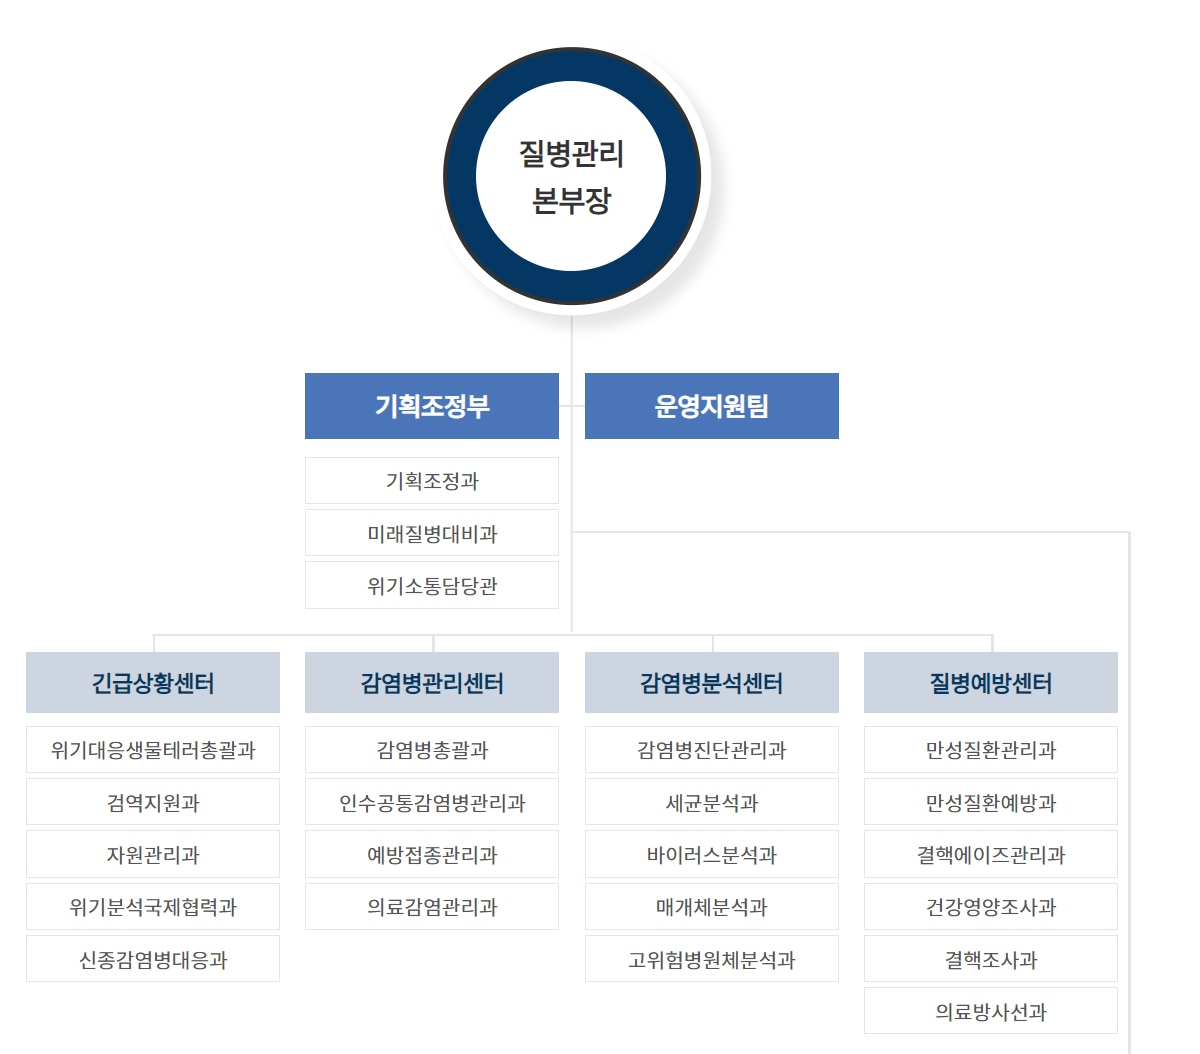 질병관리
본부장
기획조정부
운영지원팀
기획조정과
미래질병대비과
위기소통담당관
긴급상황센터
감염병관리센터
감염병분석센터
질병예방센터
위기대응생물테러총괄과
검역지원과
자원관리과
위기분석국제협력과
신종감염병대응과
감염병총괄과
인수공통감염병관리과
예방접종관리과
의료감염관리과
감염병진단관리과
세균분석과
바이러스분석과
매개체분석과
고위험병원체분석과
만성질환관리과
만성질환예방과
결핵에이즈관리과
건강영양조사과
결핵조사과
의료방사선과